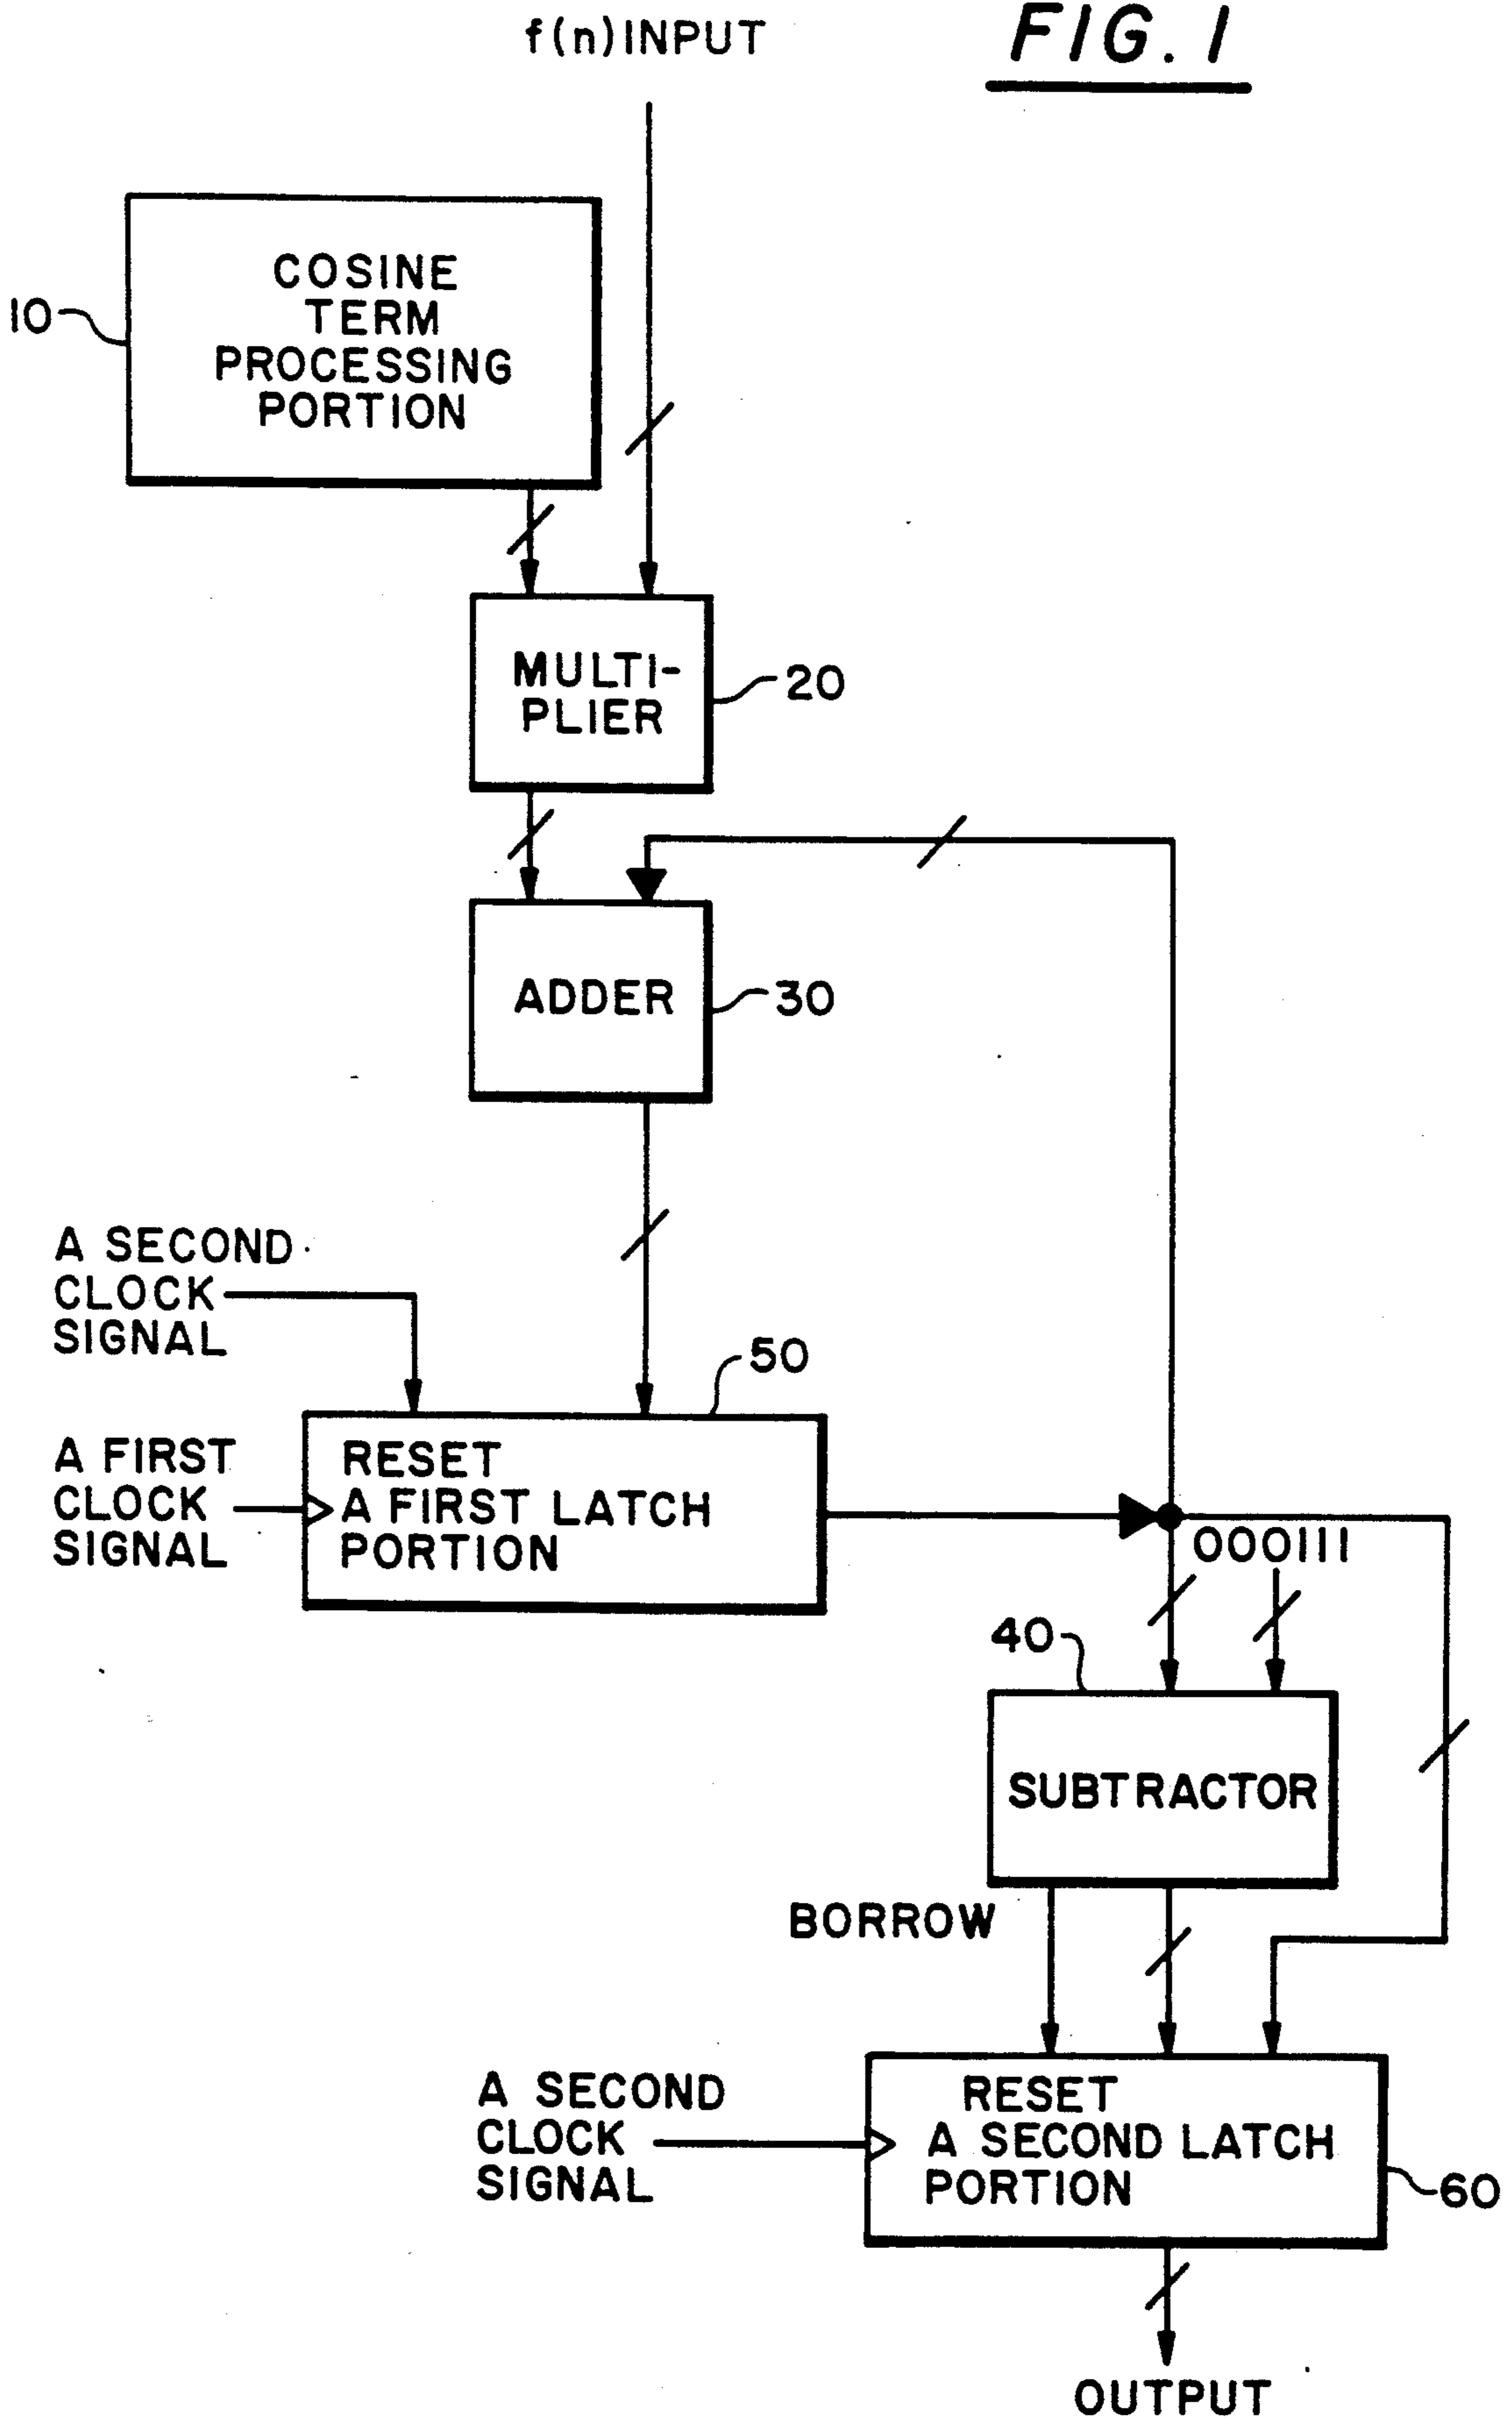 f(n) INPUT
FIG. 1
COSINE
TERM
PROCESSING
PORTION
10
MULTI-
PLIER
20
ADDER
30
A SECOND
CLOCK
SIGNAL
50
A FIRST
CLOCK
SIGNAL
RESET
A FIRST LATCH
PORTION
000111
40
SUBTRACTOR
BORROW
A SECOND
CLOCK
SIGNAL
RESET
A SECOND LATCH
PORTION
60
OUTPUT